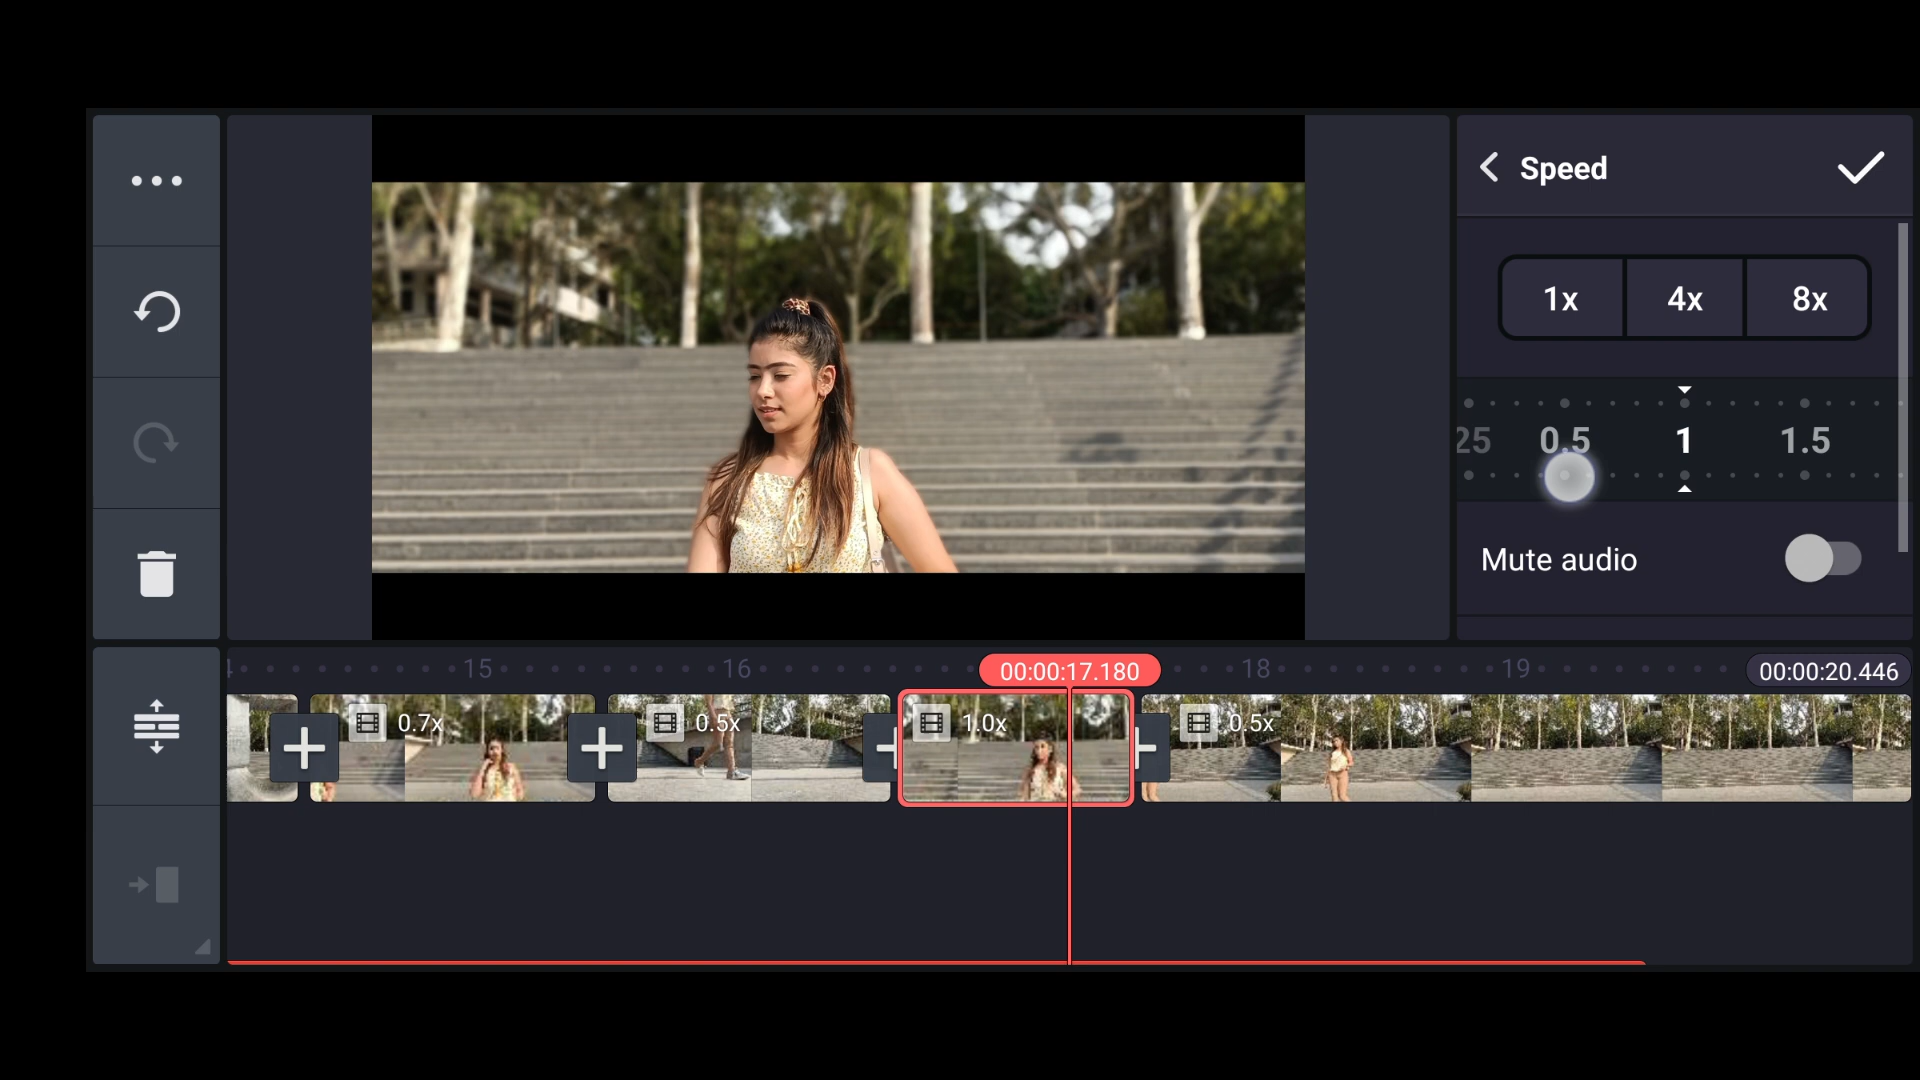 Speed
1x 4x 8x
25 0.5 1 1.5
Mute audio
15 16 00:00:17.180 18 19 00:00:20.446
0.7x 0.5x 1.0x 0.5x